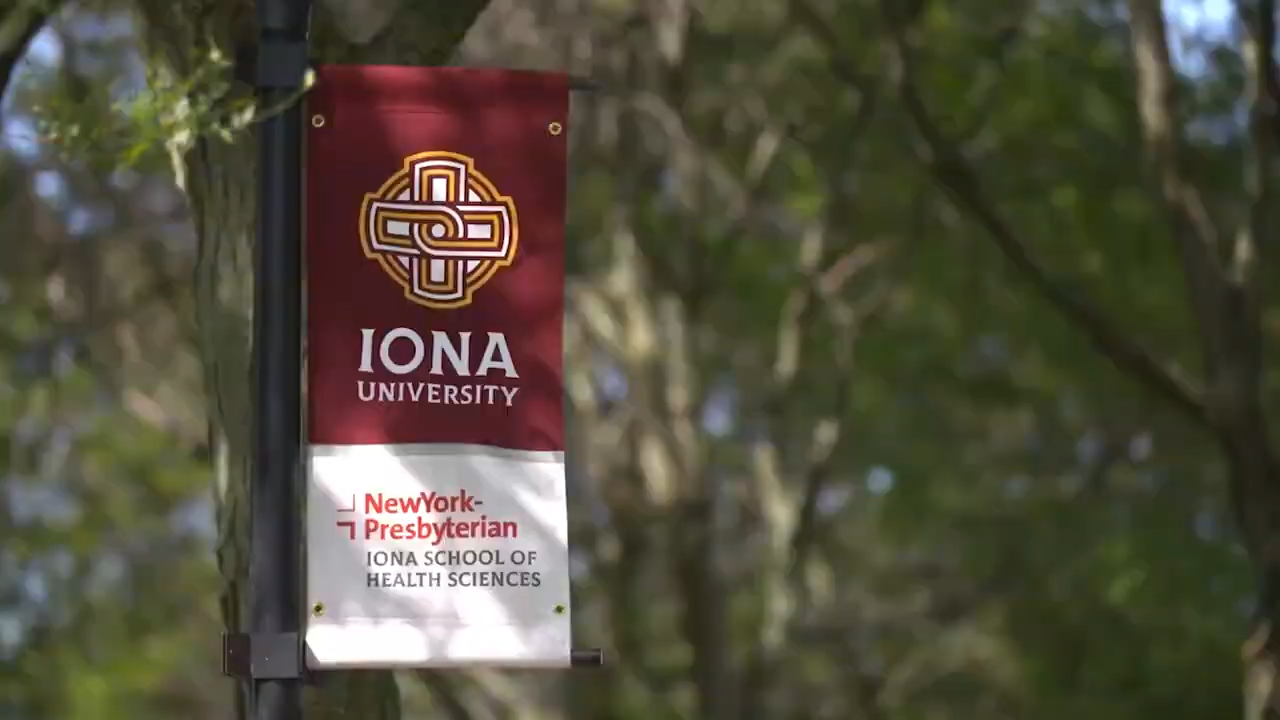 IONA
UNIVERSITY
NewYork-
Presbyterian
IONA SCHOOL OF
HEALTH SCIENCES